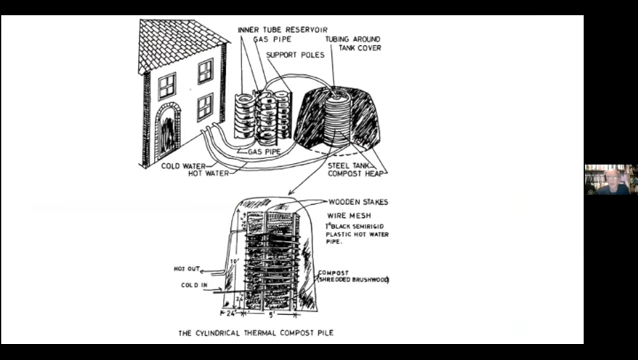 INNER TUBE RESERVOIR
GAS PIPE
TUBING AROUND
TANK COVER
SUPPORT POLES
GAS PIPE
COLD WATER
HOT WATER
STEEL TANK
COMPOST HEAP
WOODEN STAKES
WIRE MESH
1" BLACK SEMIRIGID
PLASTIC HOT WATER
PIPE.
10'
HOT OUT
COLD IN
COMPOST
(SHREDDED BRUSHWOOD)
24"
5'
THE CYLINDRICAL THERMAL COMPOST PILE